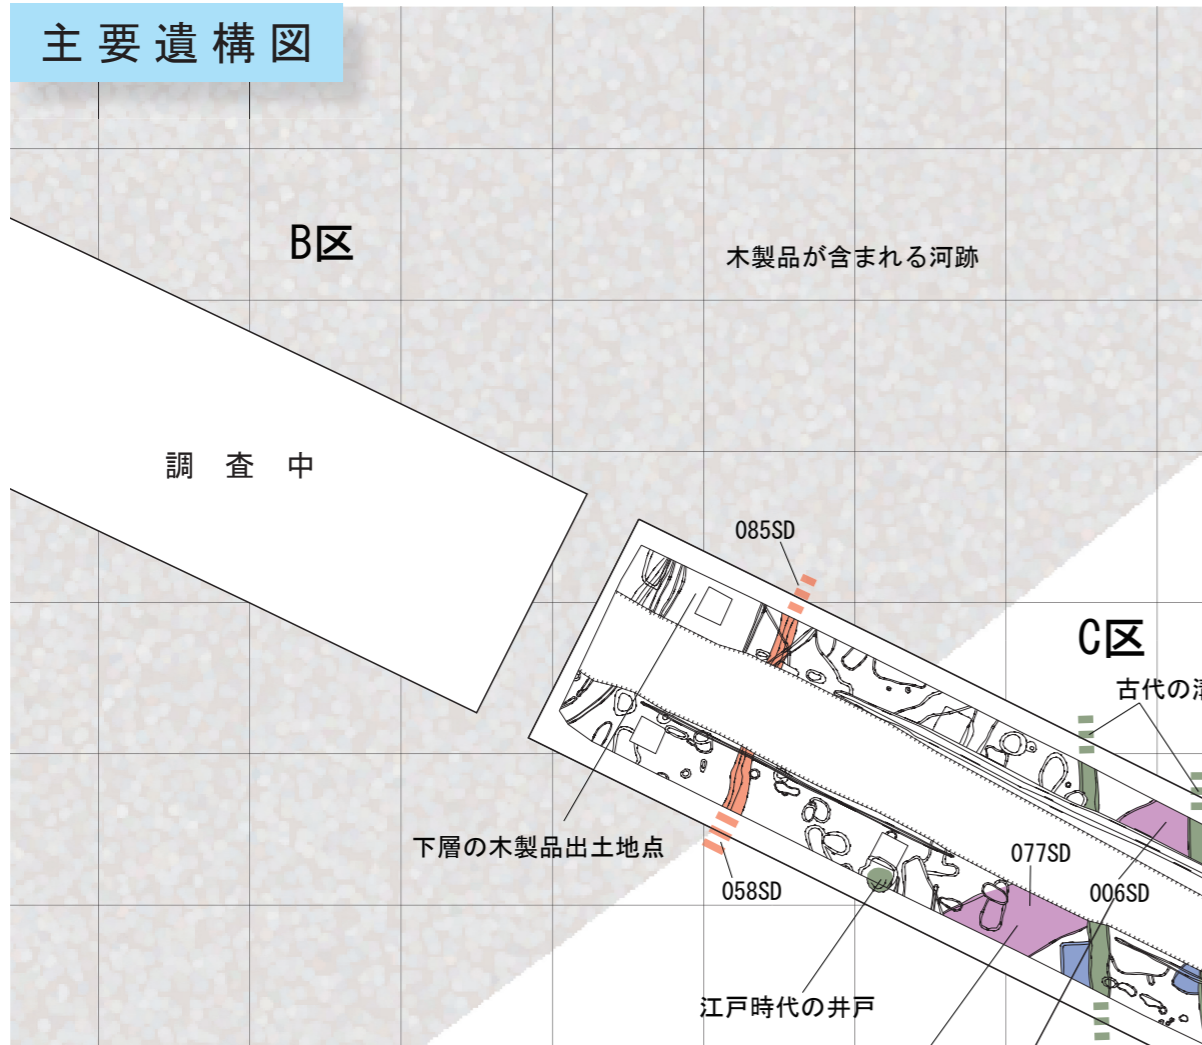 主要遺構図
B区
木製品が含まれる河跡
調査中
085SD
C区
古代の
下層の木製品出土地点
077SD
058SD
006SD
江戸時代の井戸